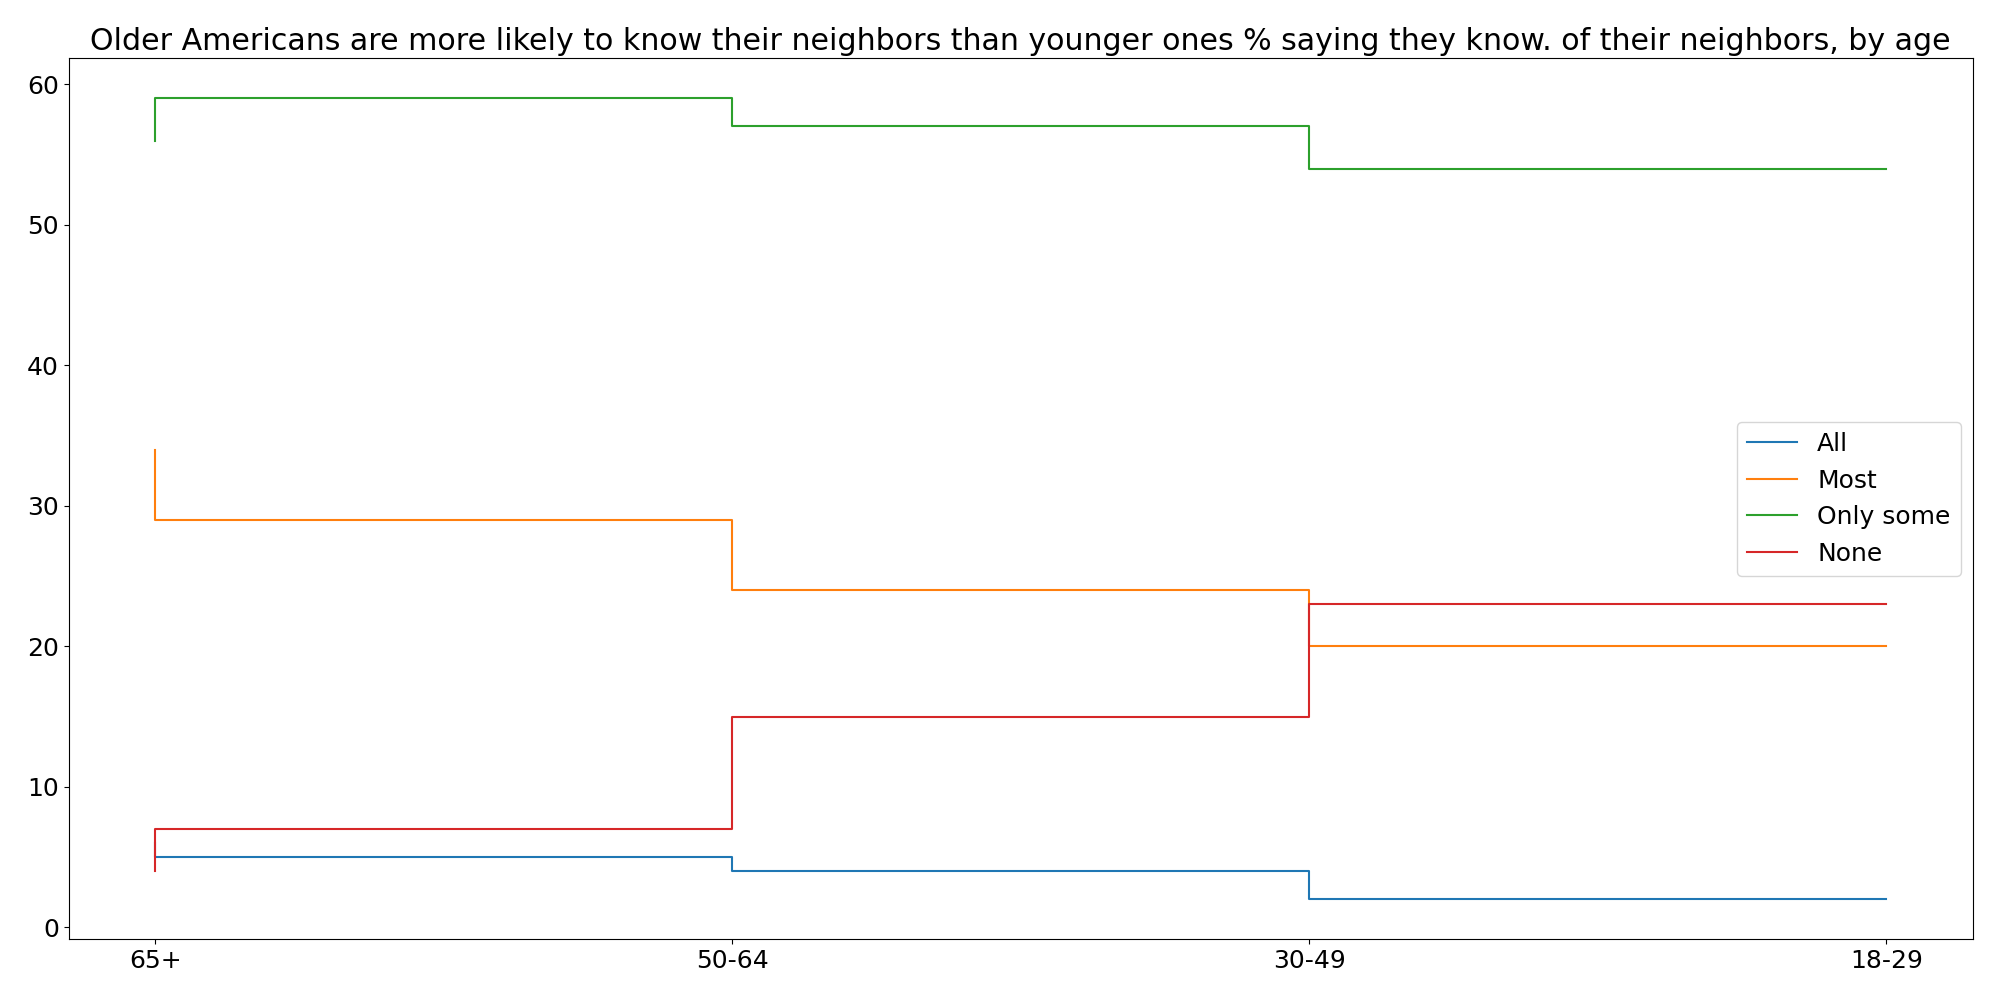 Older Americans are more likely to know their neighbors than younger ones % saying they know. of their neighbors, by age
60
50
40
30
20
10
0
All
Most
Only some
None
65+
50-64
30-49
18-29